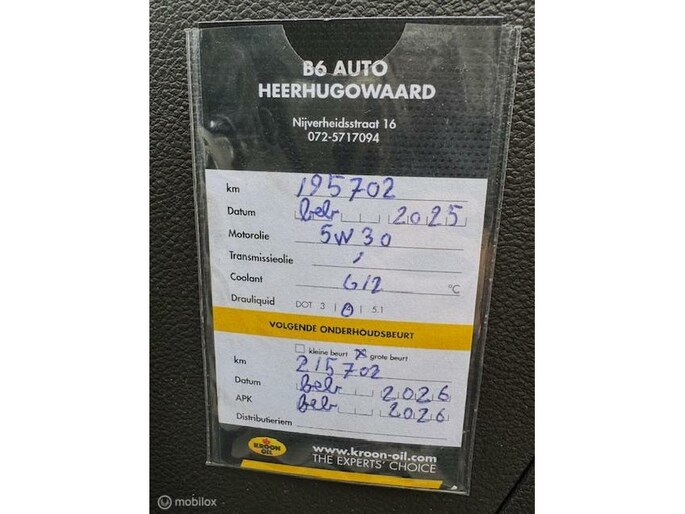 B6 AUTO
HEERHUGOWAARD
Nijverheidsstraat 16
072-5717094
km 195702
Datum feb 2025
Motorolie 5W30
Transmissieolie
Coolant G12 °C
Drauliquid DOT 3 | | 5.1
VOLGENDE ONDERHOUDSBEURT
kleine beurt x grote beurt
km 215702
Datum feb 2026
APK feb 2026
Distributieriem
KROON OIL
www.kroon-oil.com
THE EXPERTS' CHOICE
mobilox